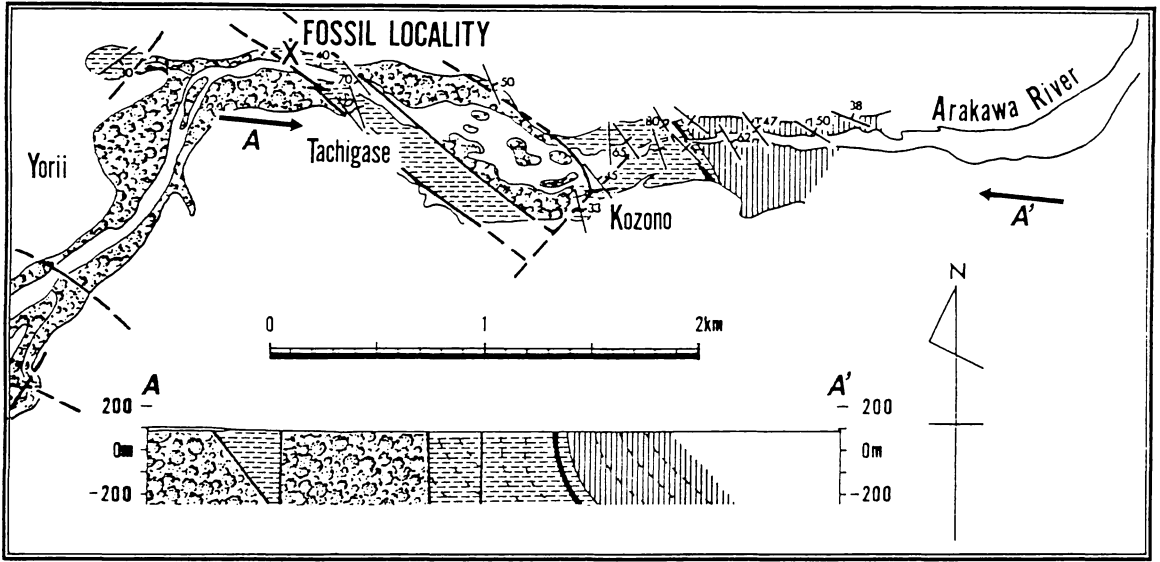 FOSSIL LOCALITY
X
40
50
70
38
Arakawa River
80
47
50
62
65
A
Tachigase
Yorii
45
33
Kozono
A'
N
0 1 2km
A A'
200 200
0m 0m
-200 -200